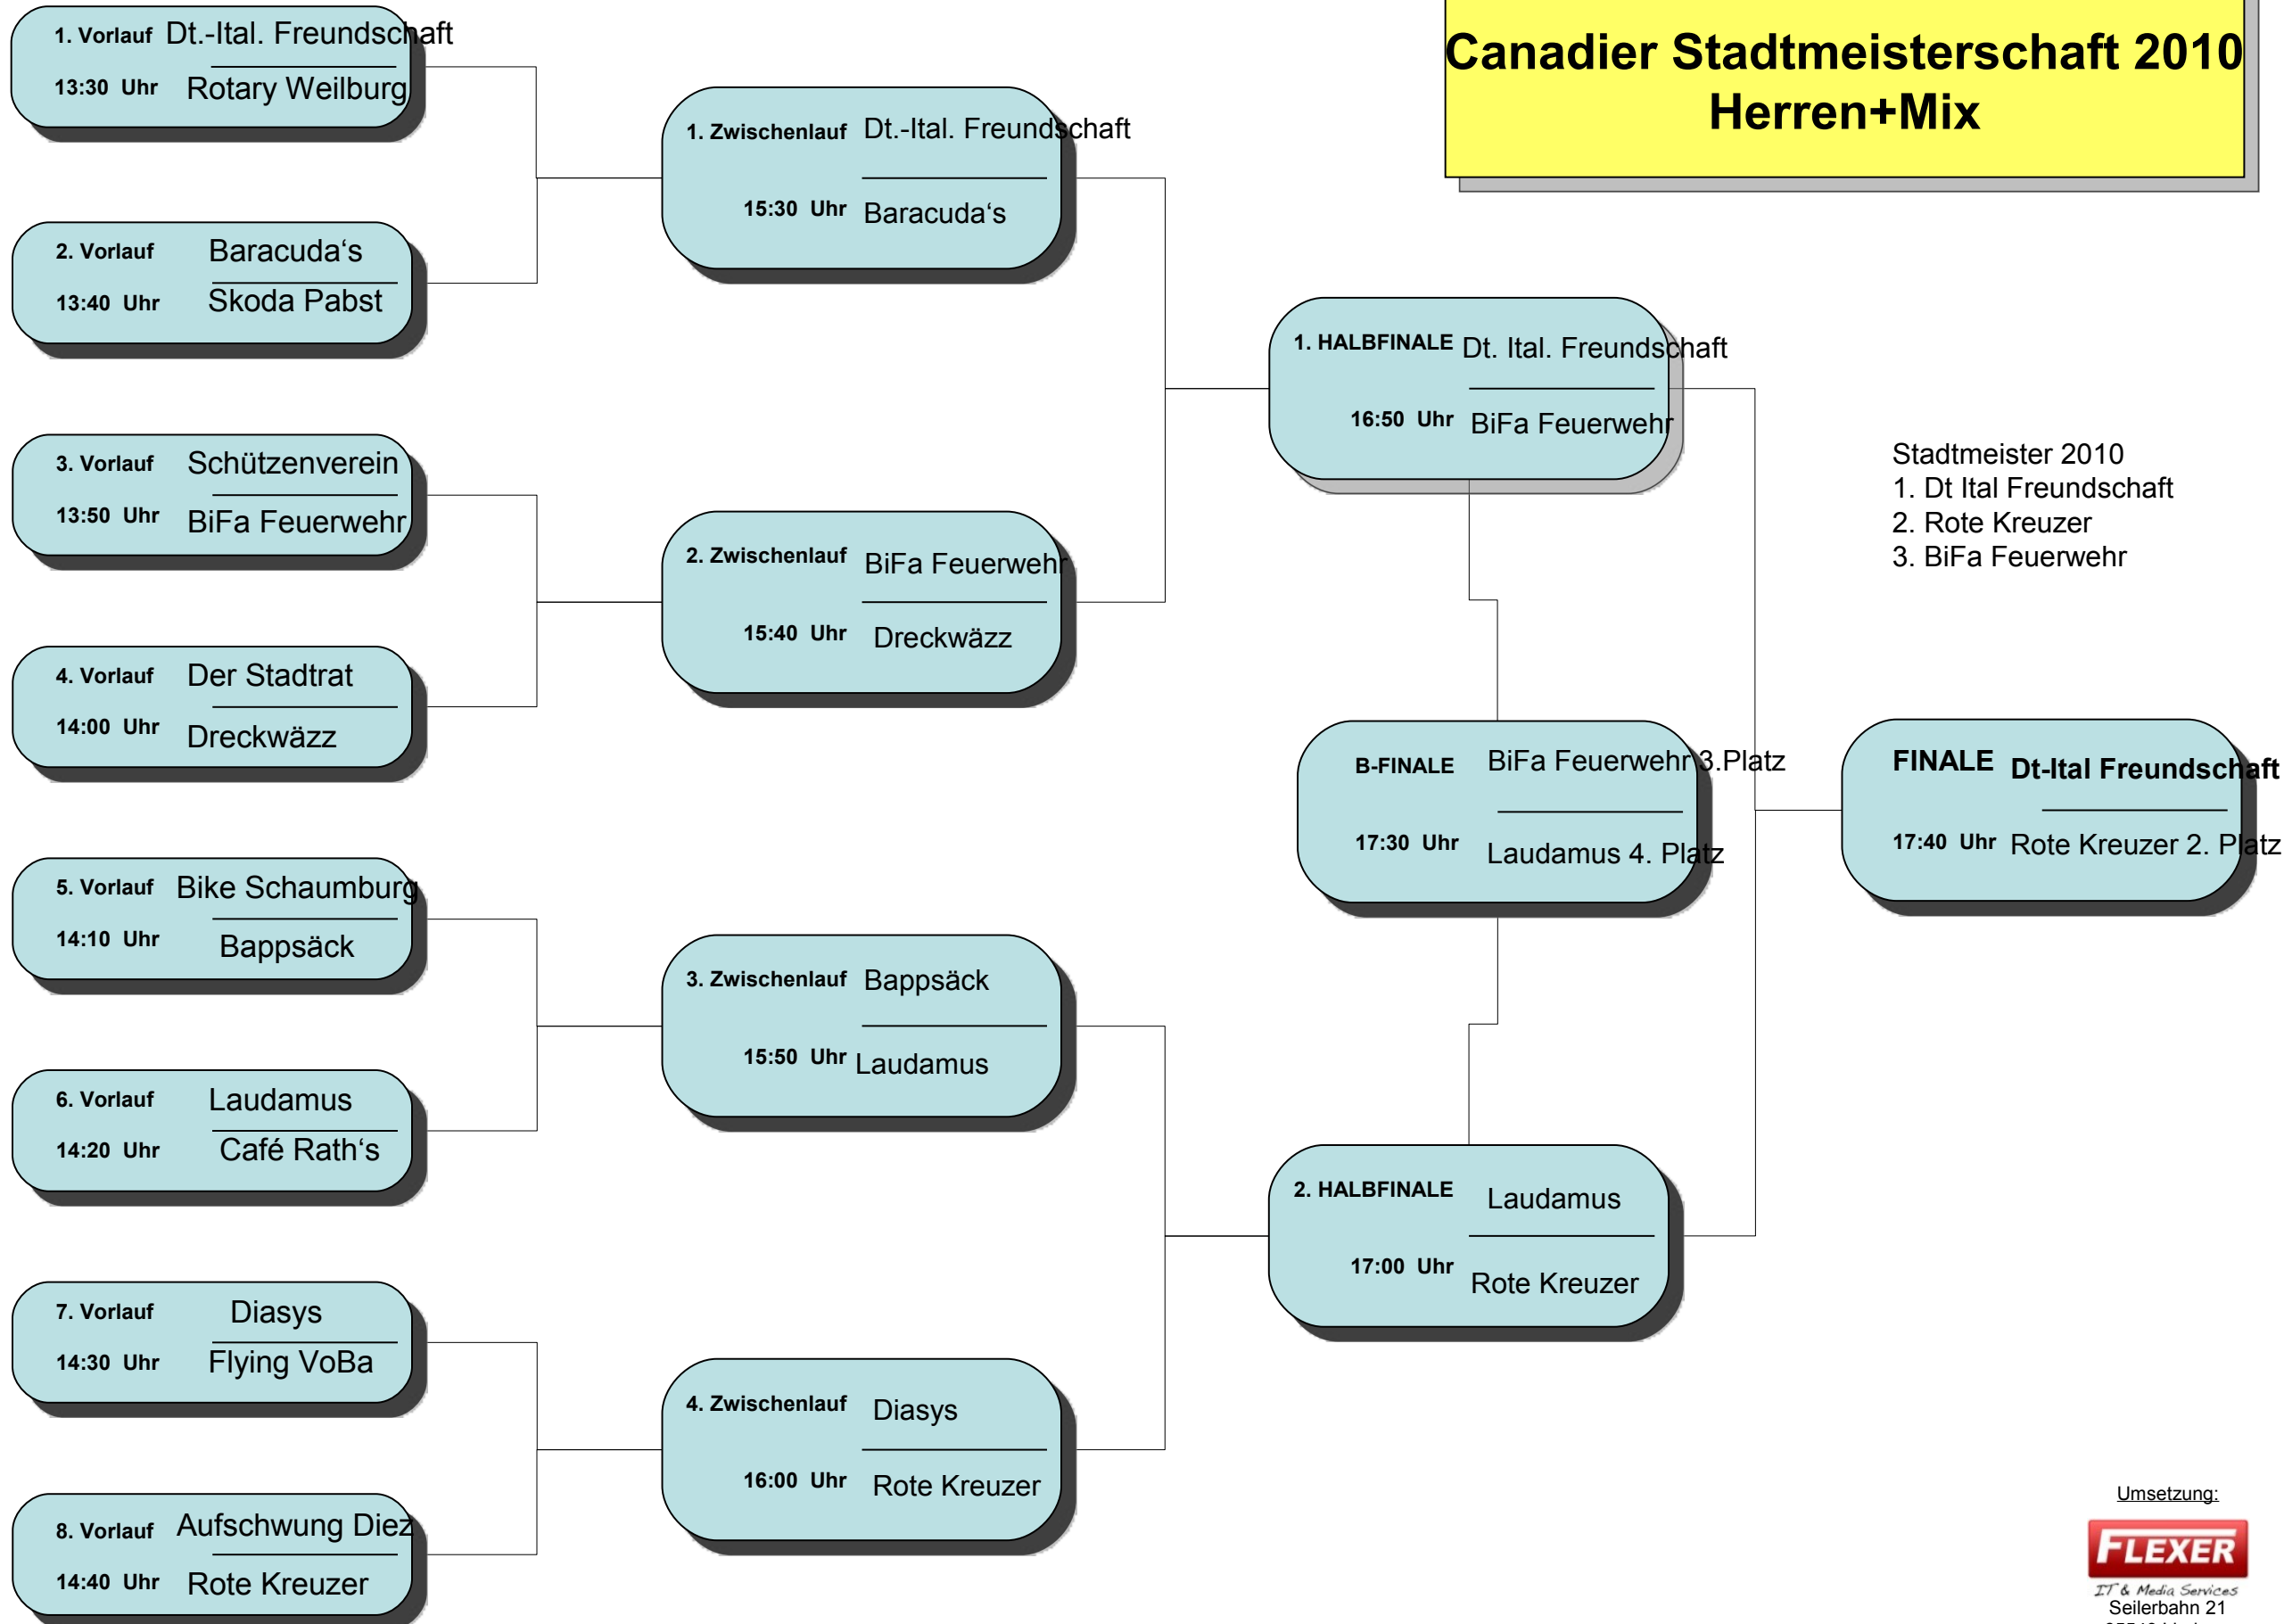 Canadier Stadtmeisterschaft 2010
Herren+Mix
1. Vorlauf Dt.-Ital. Freundschaft
13:30 Uhr Rotary Weilburg
2. Vorlauf Baracuda‘s
13:40 Uhr Skoda Pabst
3. Vorlauf Schützenverein
13:50 Uhr BiFa Feuerwehr
4. Vorlauf Der Stadtrat
14:00 Uhr Dreckwäzz
5. Vorlauf Bike Schaumburg
14:10 Uhr Bappsäck
6. Vorlauf Laudamus
14:20 Uhr Café Rath‘s
7. Vorlauf Diasys
14:30 Uhr Flying VoBa
8. Vorlauf Aufschwung Diez
14:40 Uhr Rote Kreuzer
1. Zwischenlauf Dt.-Ital. Freundschaft
15:30 Uhr Baracuda‘s
2. Zwischenlauf BiFa Feuerwehr
15:40 Uhr Dreckwäzz
3. Zwischenlauf Bappsäck
15:50 Uhr Laudamus
4. Zwischenlauf Diasys
16:00 Uhr Rote Kreuzer
1. HALBFINALE Dt. Ital. Freundschaft
16:50 Uhr BiFa Feuerwehr
B-FINALE BiFa Feuerwehr 3.Platz
17:30 Uhr Laudamus 4. Platz
2. HALBFINALE Laudamus
17:00 Uhr Rote Kreuzer
Stadtmeister 2010
1. Dt Ital Freundschaft
2. Rote Kreuzer
3. BiFa Feuerwehr
FINALE Dt-Ital Freundschaft
17:40 Uhr Rote Kreuzer 2. Platz
Umsetzung:
FLEXER
IT & Media Services
Seilerbahn 21